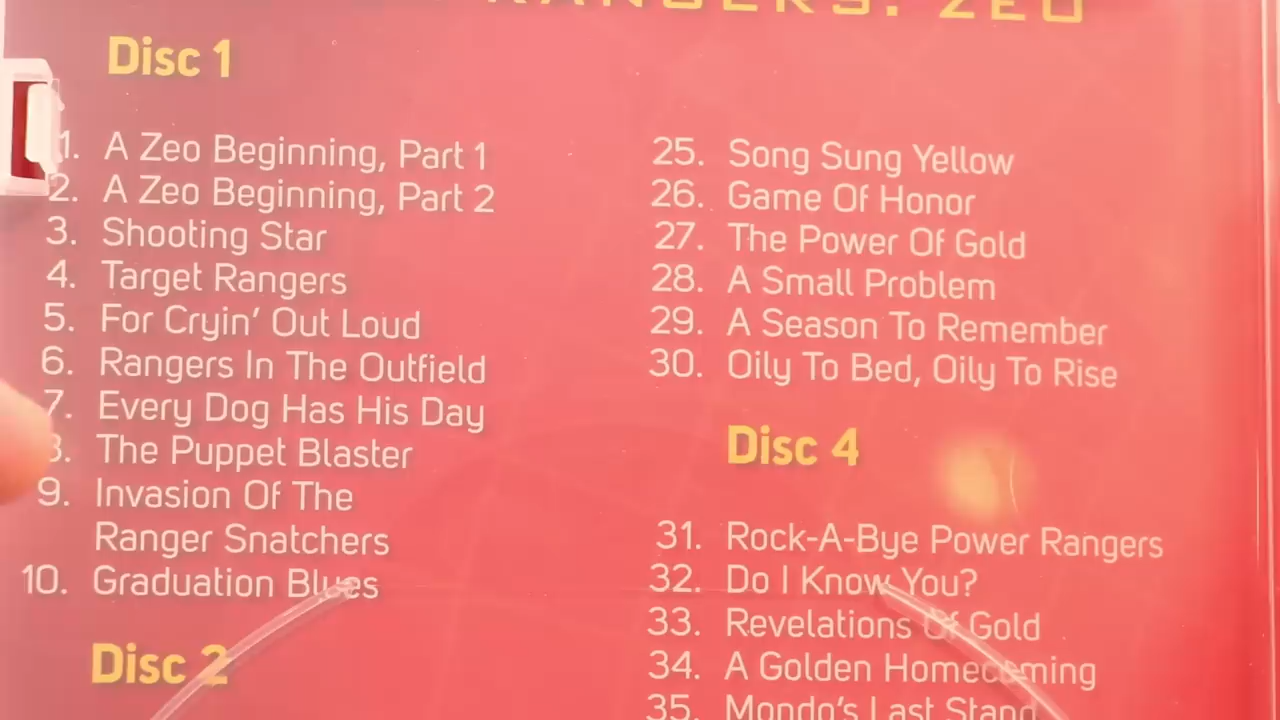 RANGERS: ZEO
Disc 1
1. A Zeo Beginning, Part 1
2. A Zeo Beginning, Part 2
3. Shooting Star
4. Target Rangers
5. For Cryin' Out Loud
6. Rangers In The Outfield
7. Every Dog Has His Day
8. The Puppet Blaster
9. Invasion Of The
Ranger Snatchers
10. Graduation Blues
Disc 2
25. Song Sung Yellow
26. Game Of Honor
27. The Power Of Gold
28. A Small Problem
29. A Season To Remember
30. Oily To Bed, Oily To Rise
Disc 4
31. Rock-A-Bye Power Rangers
32. Do I Know You?
33. Revelations Of Gold
34. A Golden Homecoming
35. Mondo's Last Stand